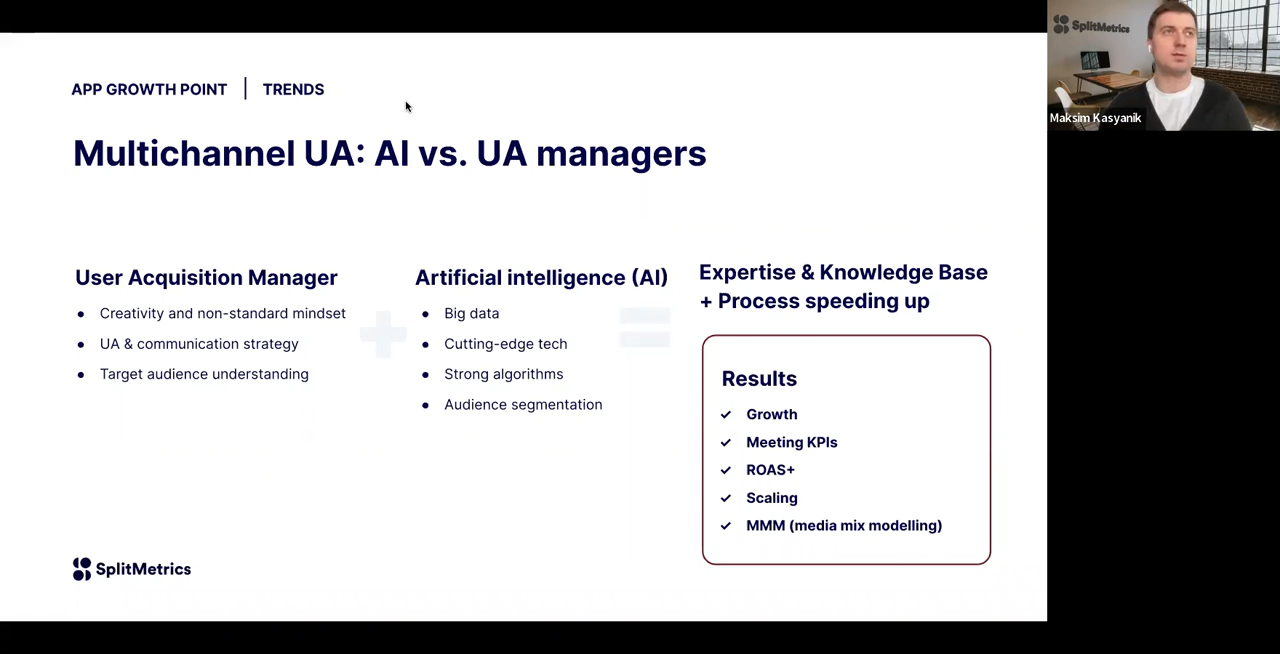 APP GROWTH POINT | TRENDS
Multichannel UA: AI vs. UA managers
User Acquisition Manager
● Creativity and non-standard mindset
● UA & communication strategy
● Target audience understanding
Artificial intelligence (AI)
● Big data
● Cutting-edge tech
● Strong algorithms
● Audience segmentation
Expertise & Knowledge Base
+ Process speeding up
Results
✓ Growth
✓ Meeting KPIs
✓ ROAS+
✓ Scaling
✓ MMM (media mix modelling)
SplitMetrics
SplitMetrics
Maksim Kasyanik